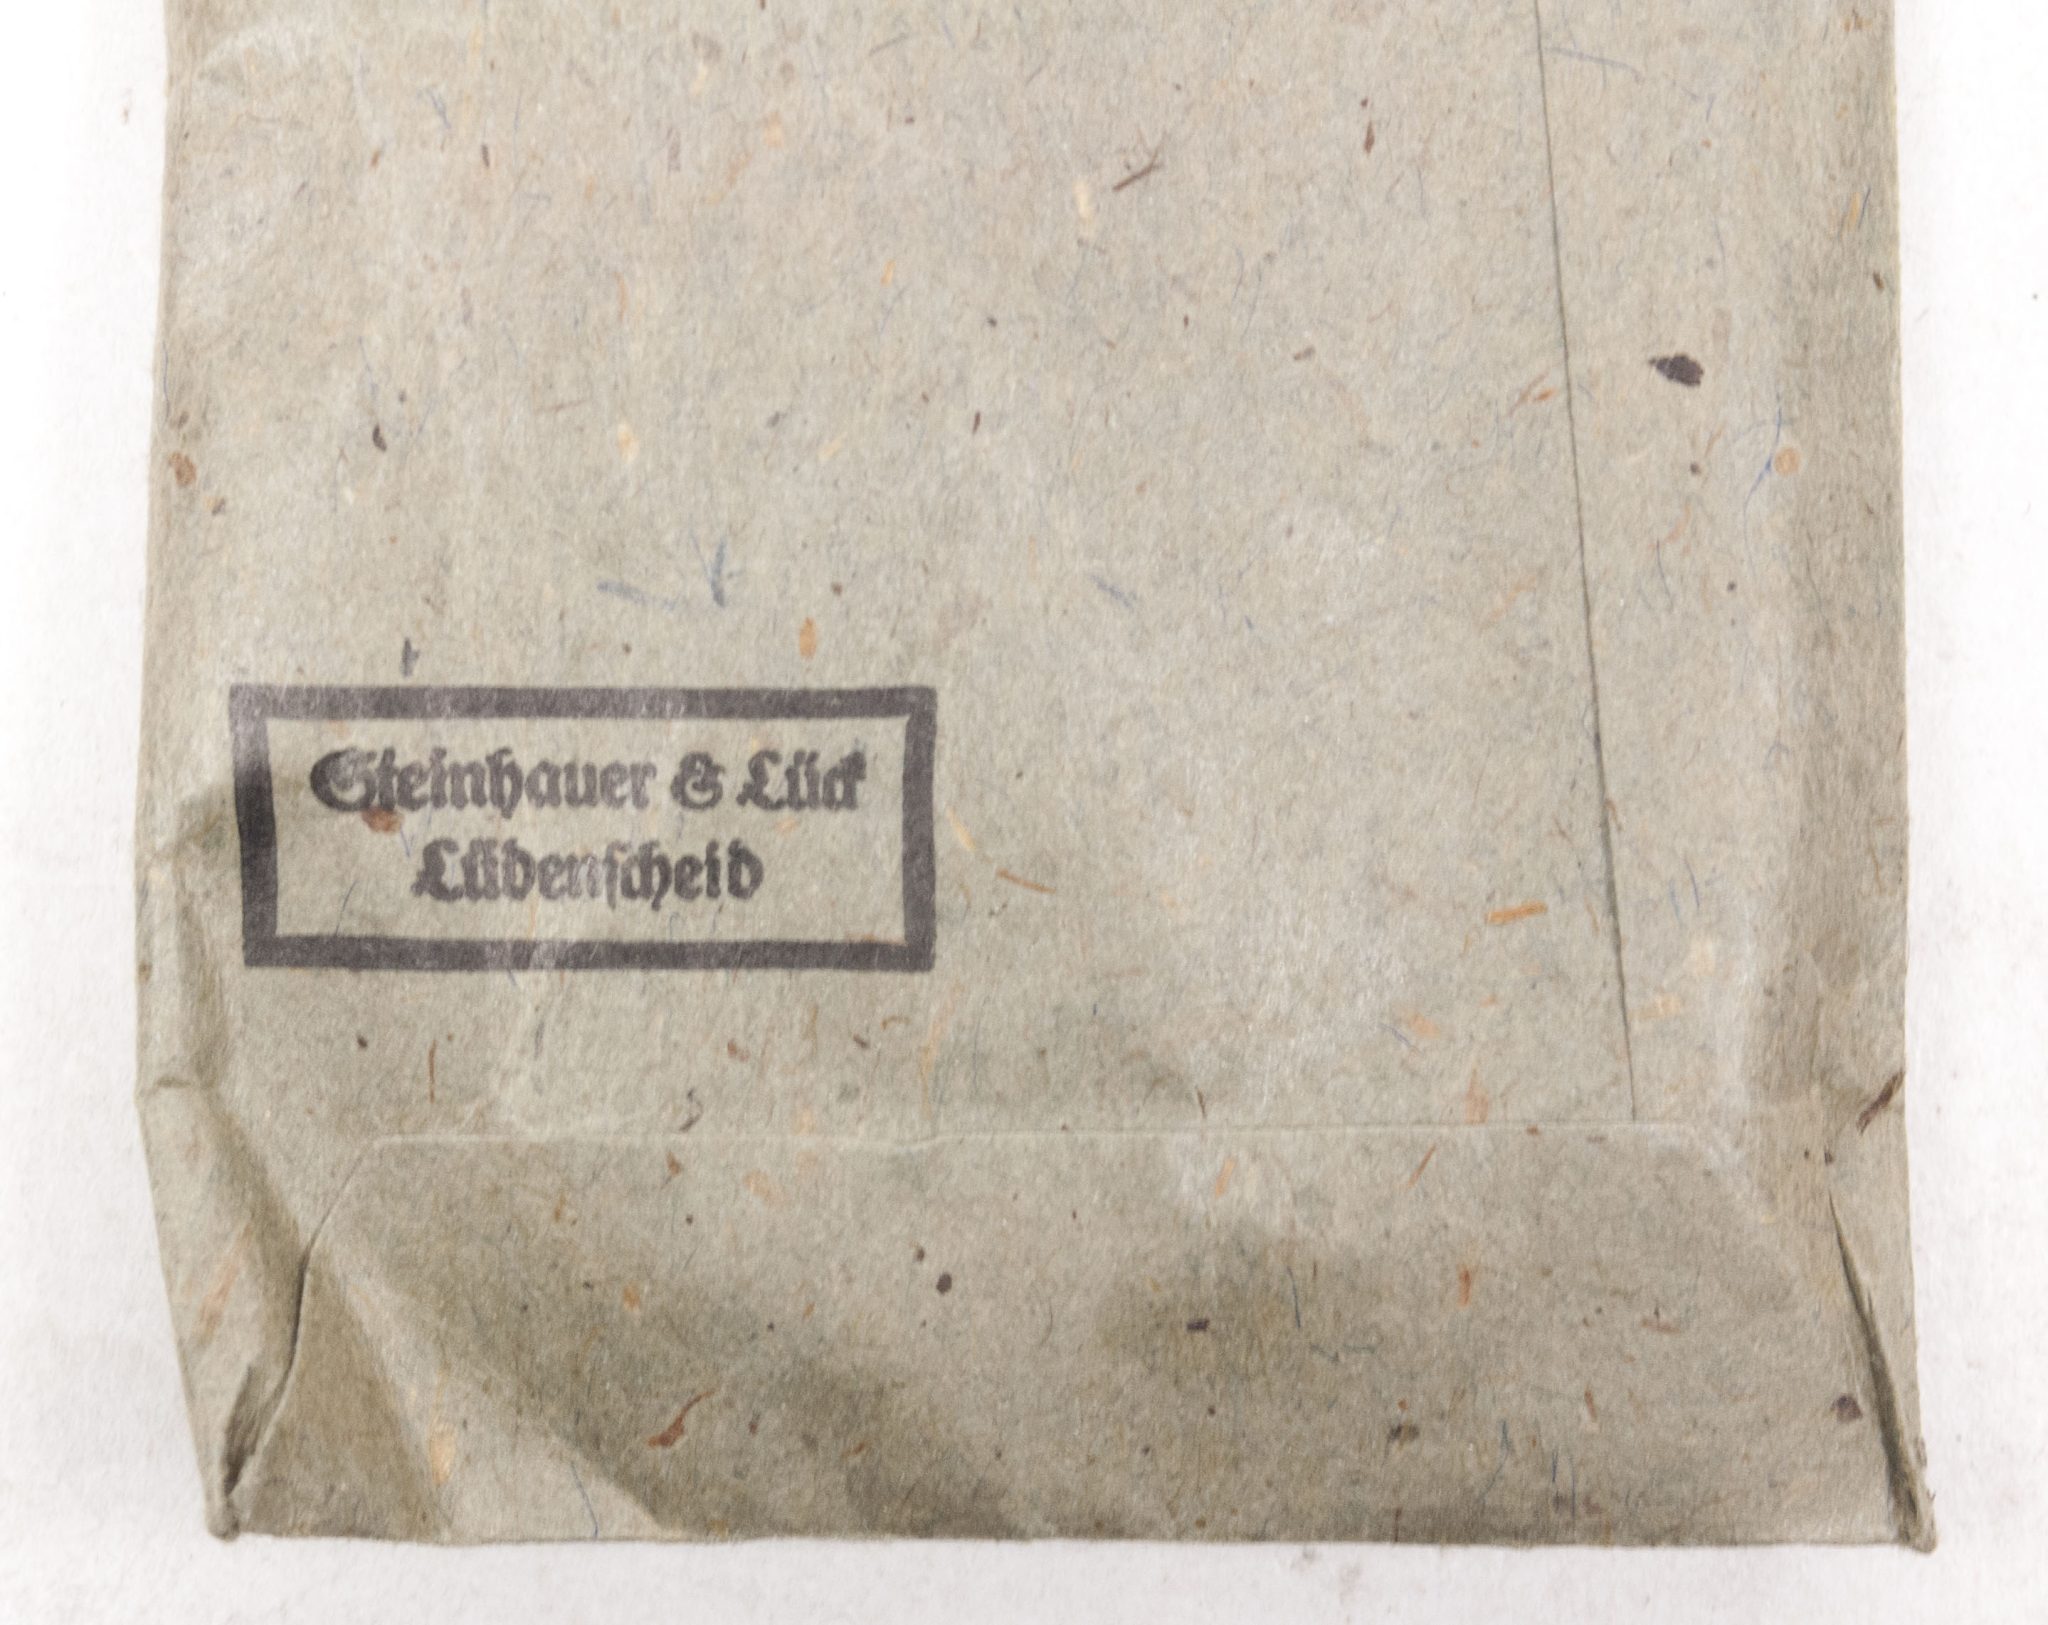 Steinhauer & Lück
Lüdenscheid